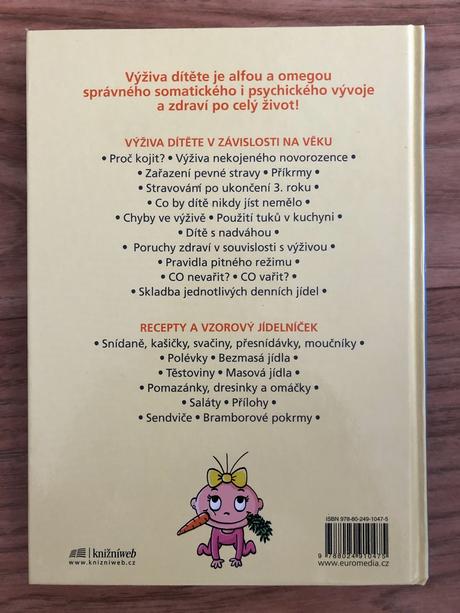 Výživa dítěte je alfou a omegou
správného somatického i psychického vývoje
a zdraví po celý život!
VÝŽIVA DÍTĚTE V ZÁVISLOSTI NA VĚKU
• Proč kojit? • Výživa nekojeného novorozence •
• Zařazení pevné stravy • Příkrmy •
• Stravování po ukončení 3. roku •
• Co by dítě nikdy jíst nemělo •
• Chyby ve výživě • Použití tuků v kuchyni •
• Dítě s nadváhou •
• Poruchy zdraví v souvislosti s výživou •
• Pravidla pitného režimu •
• CO nevařit? • CO vařit? •
• Skladba jednotlivých denních jídel •
RECEPTY A VZOROVÝ JÍDELNÍČEK
• Snídaně, kašičky, svačiny, přesnídávky, moučníky •
• Polévky • Bezmasá jídla •
• Těstoviny • Masová jídla •
• Pomazánky, dresinky a omáčky •
• Saláty • Přílohy •
• Sendviče • Bramborové pokrmy •
knižníweb
www.knizniweb.cz
ISBN 978-80-249-1047-5
9 788024 910475
www.euromedia.cz